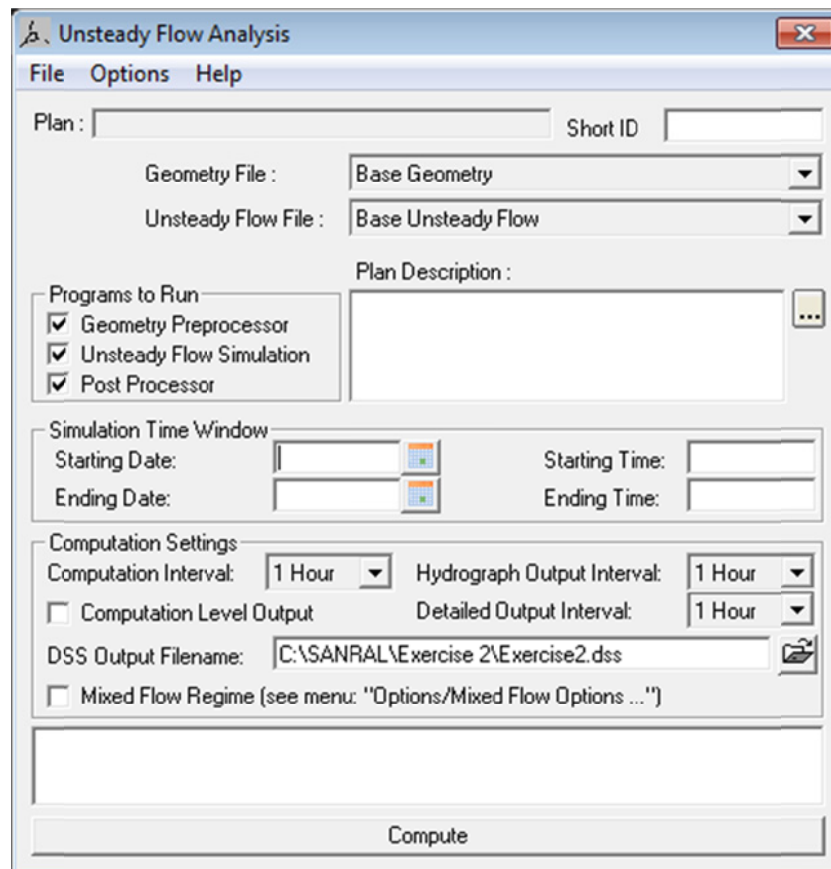 Unsteady Flow Analysis
File Options Help
Plan : Short ID
Geometry File : Base Geometry
Unsteady Flow File : Base Unsteady Flow
Plan Description :
Programs to Run
Geometry Preprocessor
Unsteady Flow Simulation
Post Processor
...
Simulation Time Window
Starting Date: Starting Time:
Ending Date: Ending Time:
Computation Settings
Computation Interval: 1 Hour Hydrograph Output Interval: 1 Hour
Computation Level Output Detailed Output Interval: 1 Hour
DSS Output Filename: C:\SANRAL\Exercise 2\Exercise2.dss
Mixed Flow Regime (see menu: "Options/Mixed Flow Options ...")
Compute